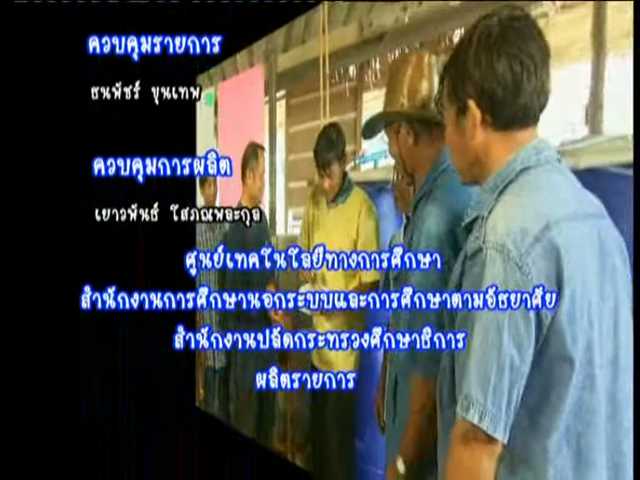 ควบคุมรายการ
ธนพัชร์ ขุนเทพ
ควบคุมการผลิต
เยาวพันธ์ โสภณพละกุล
ศูนย์เทคโนโลยีทางการศึกษา
สำนักงานการศึกษานอกระบบและการศึกษาตามอัธยาศัย
สำนักงานปลัดกระทรวงศึกษาธิการ
ผลิตรายการ